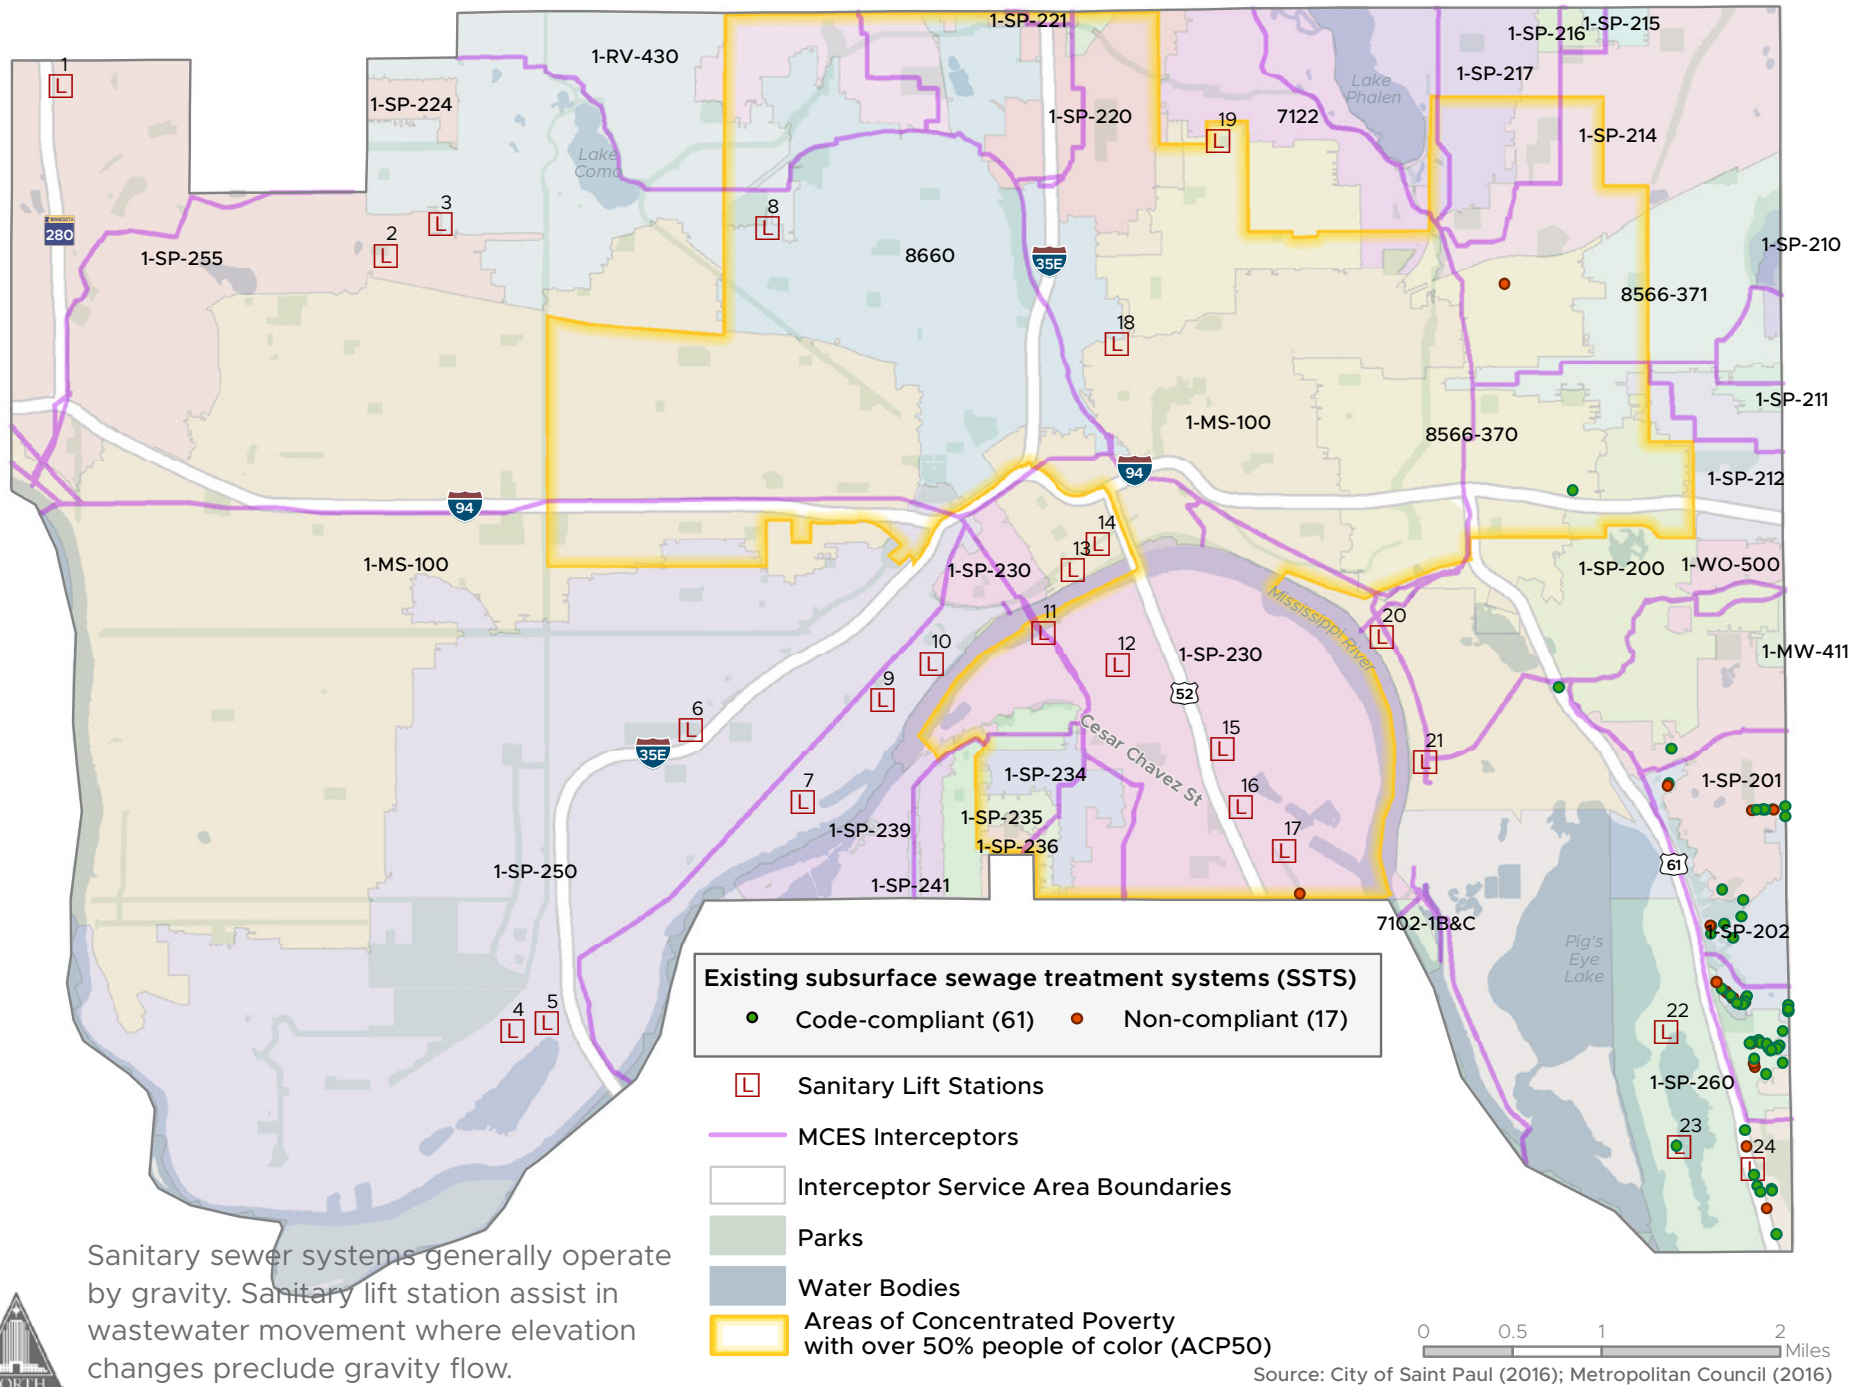 1-SP-221
1-SP-216
1-SP-215
1-RV-430
1
1-SP-217
Lake
Phalen
1-SP-224
1-SP-220
7122
19
1-SP-214
Lake
Como
3
8
2
MINNESOTA
280
1-SP-255
8660
35E
1-SP-210
8566-371
18
1-MS-100
1-SP-211
8566-370
94
94
1-SP-212
14
13
1-MS-100
1-SP-230
1-SP-200
1-WO-500
Mississippi River
11
20
10
12
1-SP-230
1-MW-411
9
52
6
35E
Cesar Chavez St
15
21
7
1-SP-234
1-SP-201
16
1-SP-239
1-SP-235
17
1-SP-236
61
1-SP-250
1-SP-241
7102-1B&C
1-SP-202
Pig's
Eye
Lake
4
5
22
1-SP-260
23
24
Existing subsurface sewage treatment systems (SSTS)
Code-compliant (61)
Non-compliant (17)
L Sanitary Lift Stations
MCES Interceptors
Interceptor Service Area Boundaries
Parks
Water Bodies
Areas of Concentrated Poverty
with over 50% people of color (ACP50)
Sanitary sewer systems generally operate
by gravity. Sanitary lift station assist in
wastewater movement where elevation
changes preclude gravity flow.
0 0.5 1 2
Miles
Source: City of Saint Paul (2016); Metropolitan Council (2016)